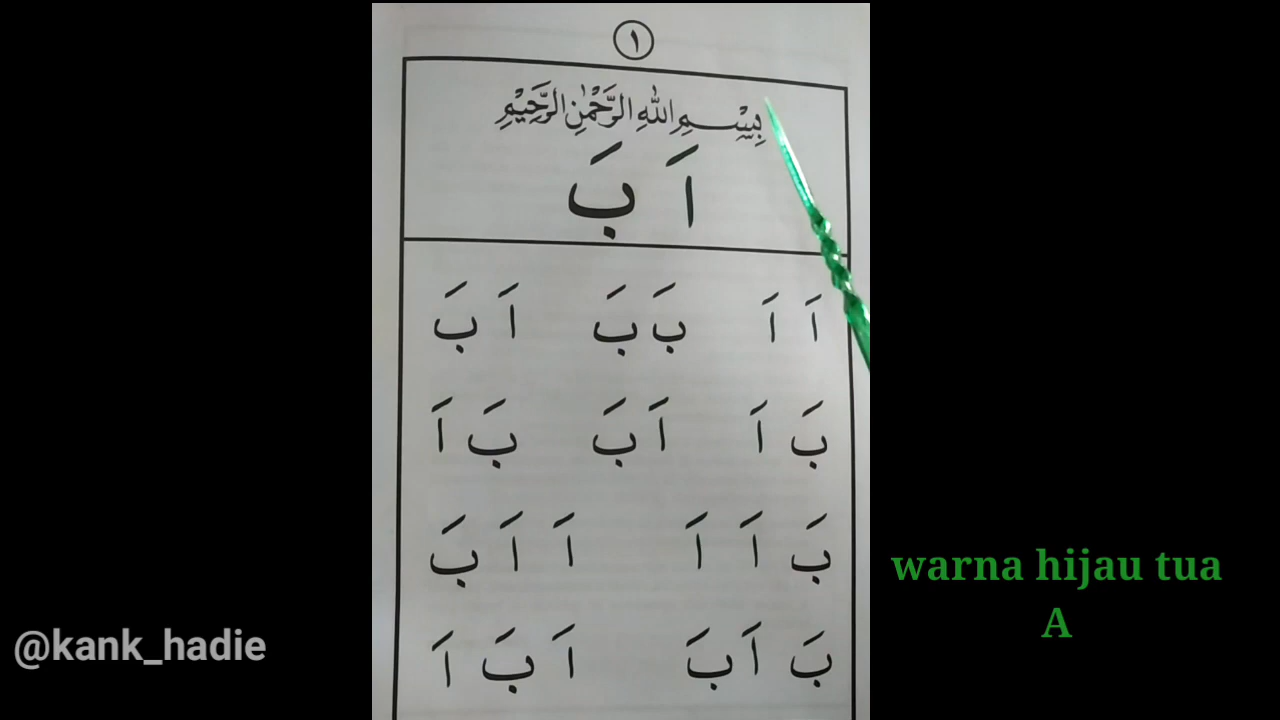 ١
بِسْمِ اللّٰهِ الرَّحْمٰنِ الرَّحِيْمِ
اَ بَ
اَ اَ بَ بَ اَ بَ
بَ اَ اَ بَ بَ اَ
بَ اَ اَ اَ اَ بَ
بَ اَ بَ اَ بَ اَ
warna hijau tua
A
@kank_hadie